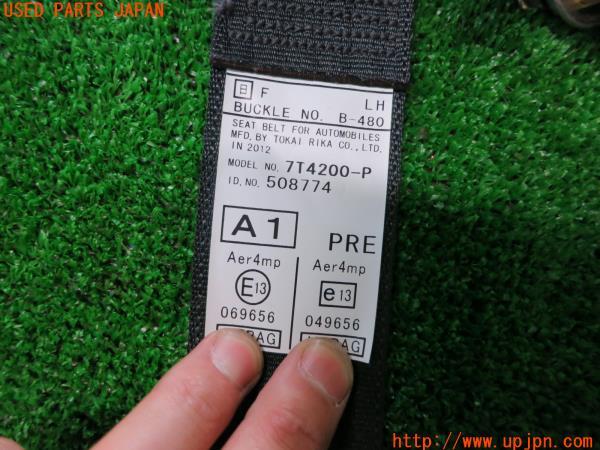 USED PARTS JAPAN
日 F LH
BUCKLE NO. B-480
SEAT BELT FOR AUTOMOBILES
MFD, BY TOKAI RIKA CO., LTD.
IN 2012
MODEL NO. 7T4200-P
ID, NO. 508774
A1 PRE
Aer4mp Aer4mp
E13 e13
069656 049656
http://www.upjpn.com/